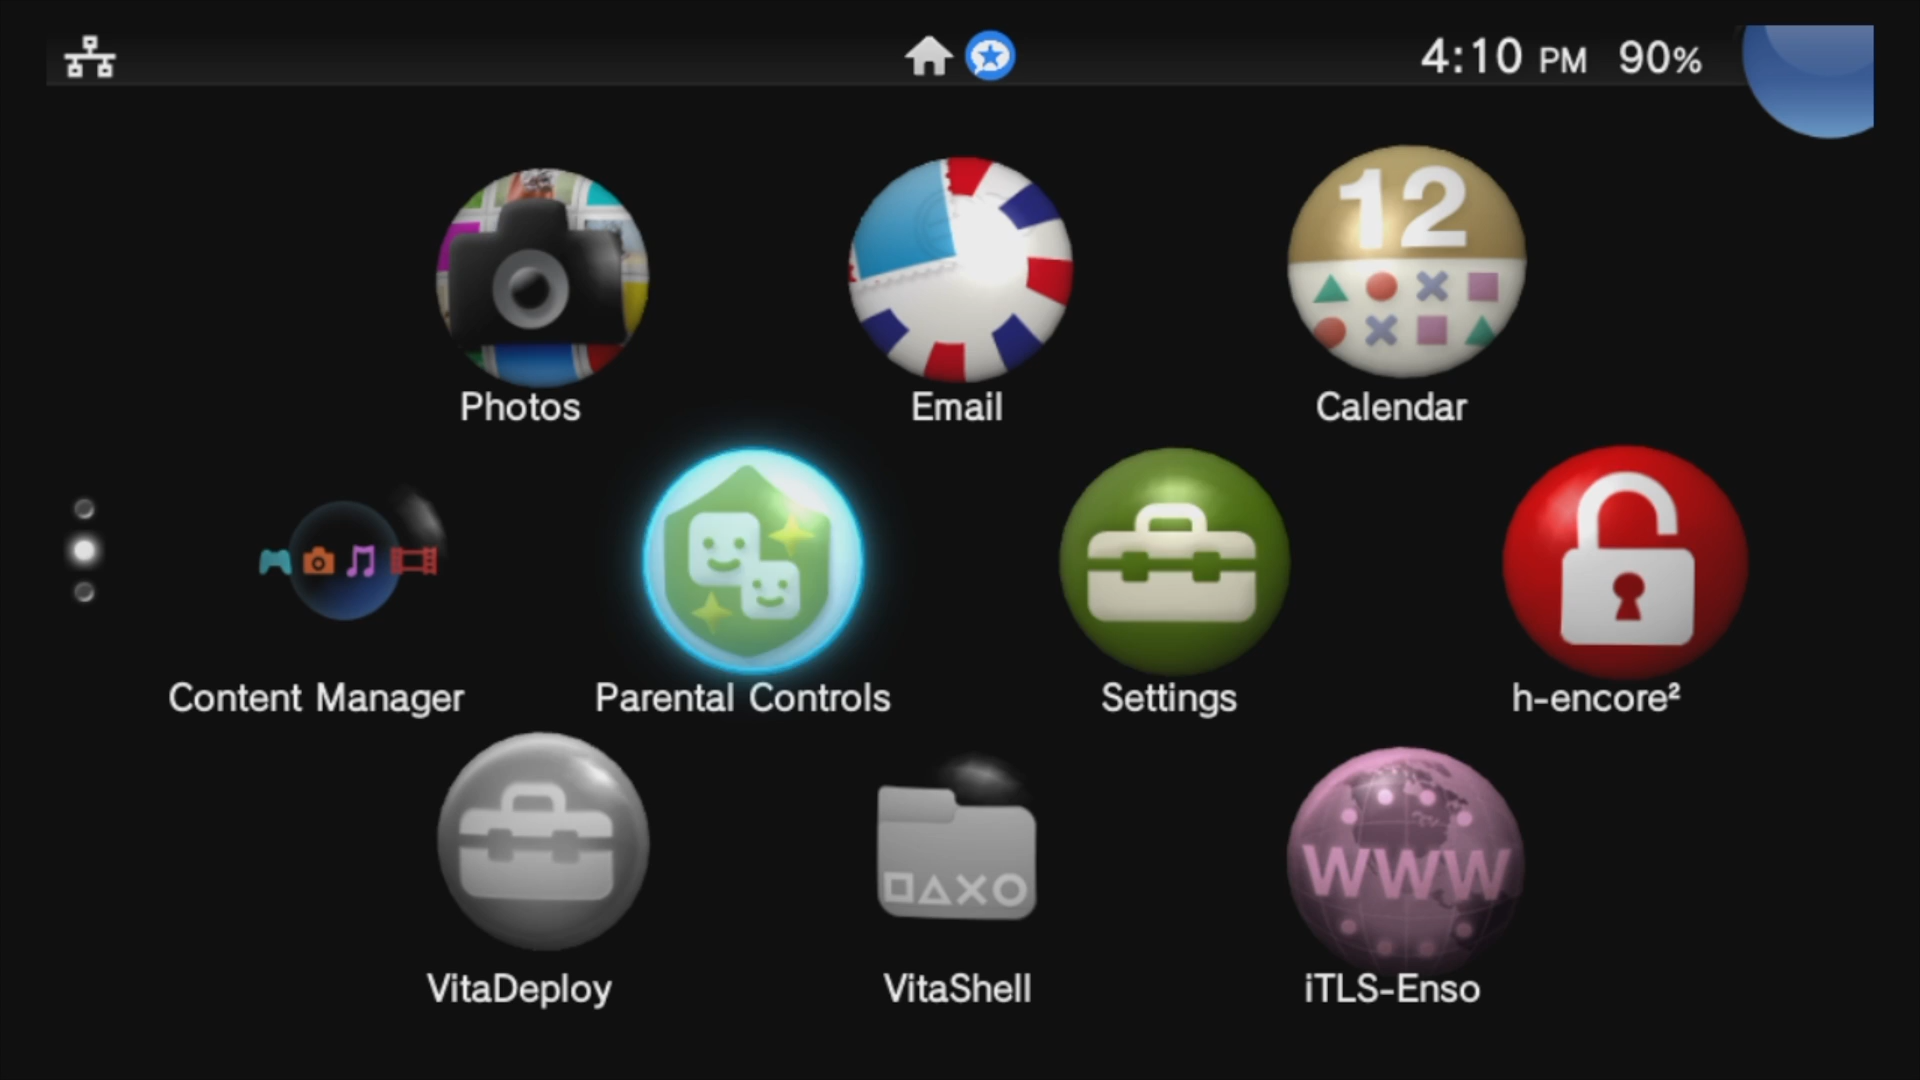 4:10 PM 90%
12
Photos
Email
Calendar
Content Manager
Parental Controls
Settings
h-encore²
WWW
VitaDeploy
VitaShell
iTLS-Enso